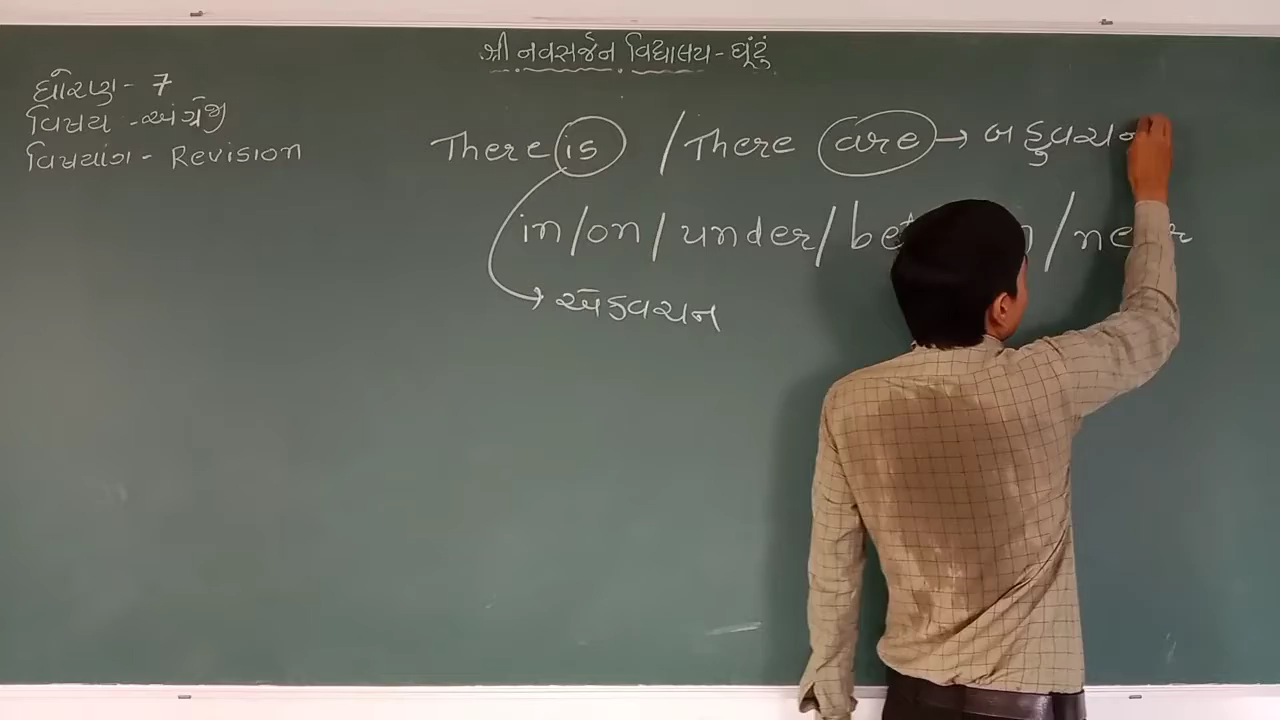 શ્રી નવસર્જન વિદ્યાલય - ઘૂંટું
ધોરણ - 7
વિષય - અંગ્રેજી
વિષયાંગ - Revision
There is / There are → બહુવચન
in / on / under / / near
→ એકવચન